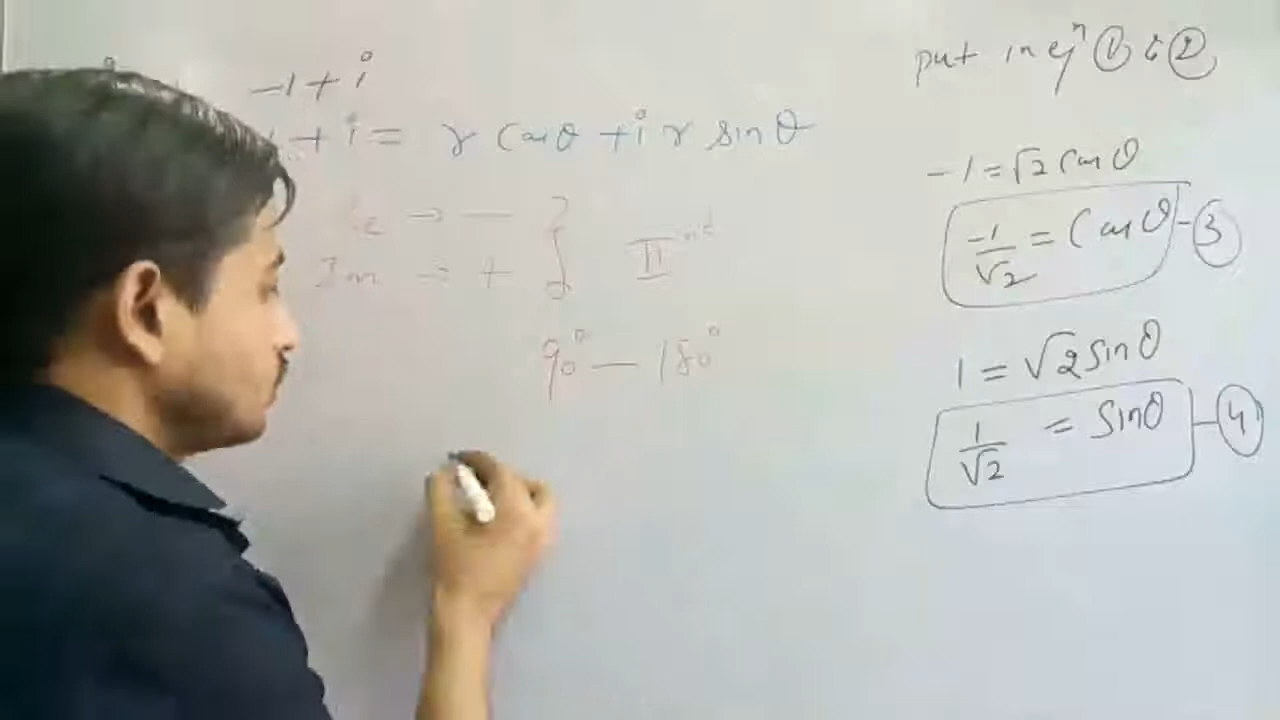 -1 + i
+ i = r Cos θ + i r sin θ
Re → —
Im → + } II nd
90° — 180°
put in eqn ① & ②
-1 = √2 Cos θ
-1/√2 = Cos θ - ③
1 = √2 sin θ
1/√2 = sin θ - ④